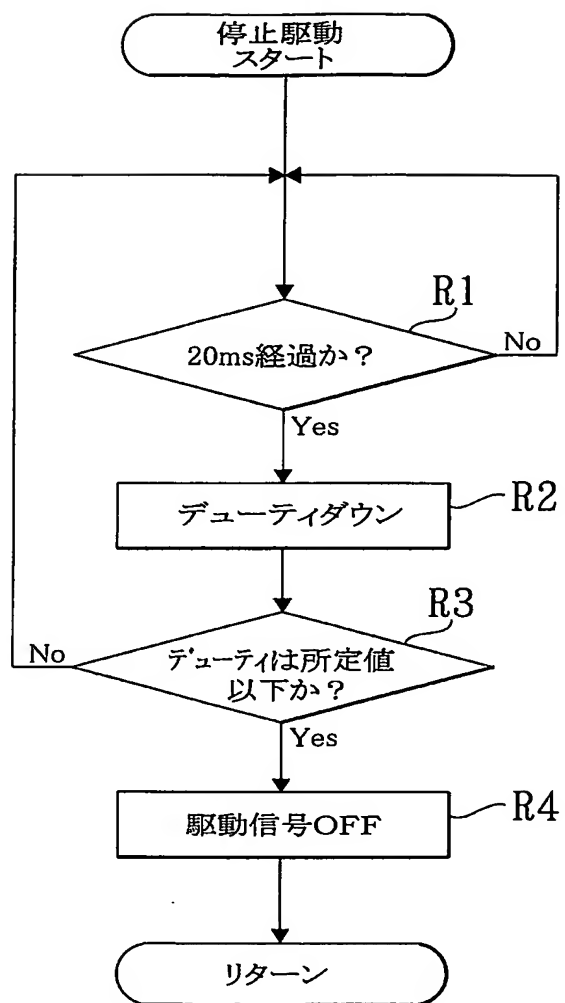 停止駆動
スタート
R1
20ms経過か?
No
Yes
デューティダウン
R2
R3
No
デューティは所定値
以下か?
Yes
駆動信号OFF
R4
リターン